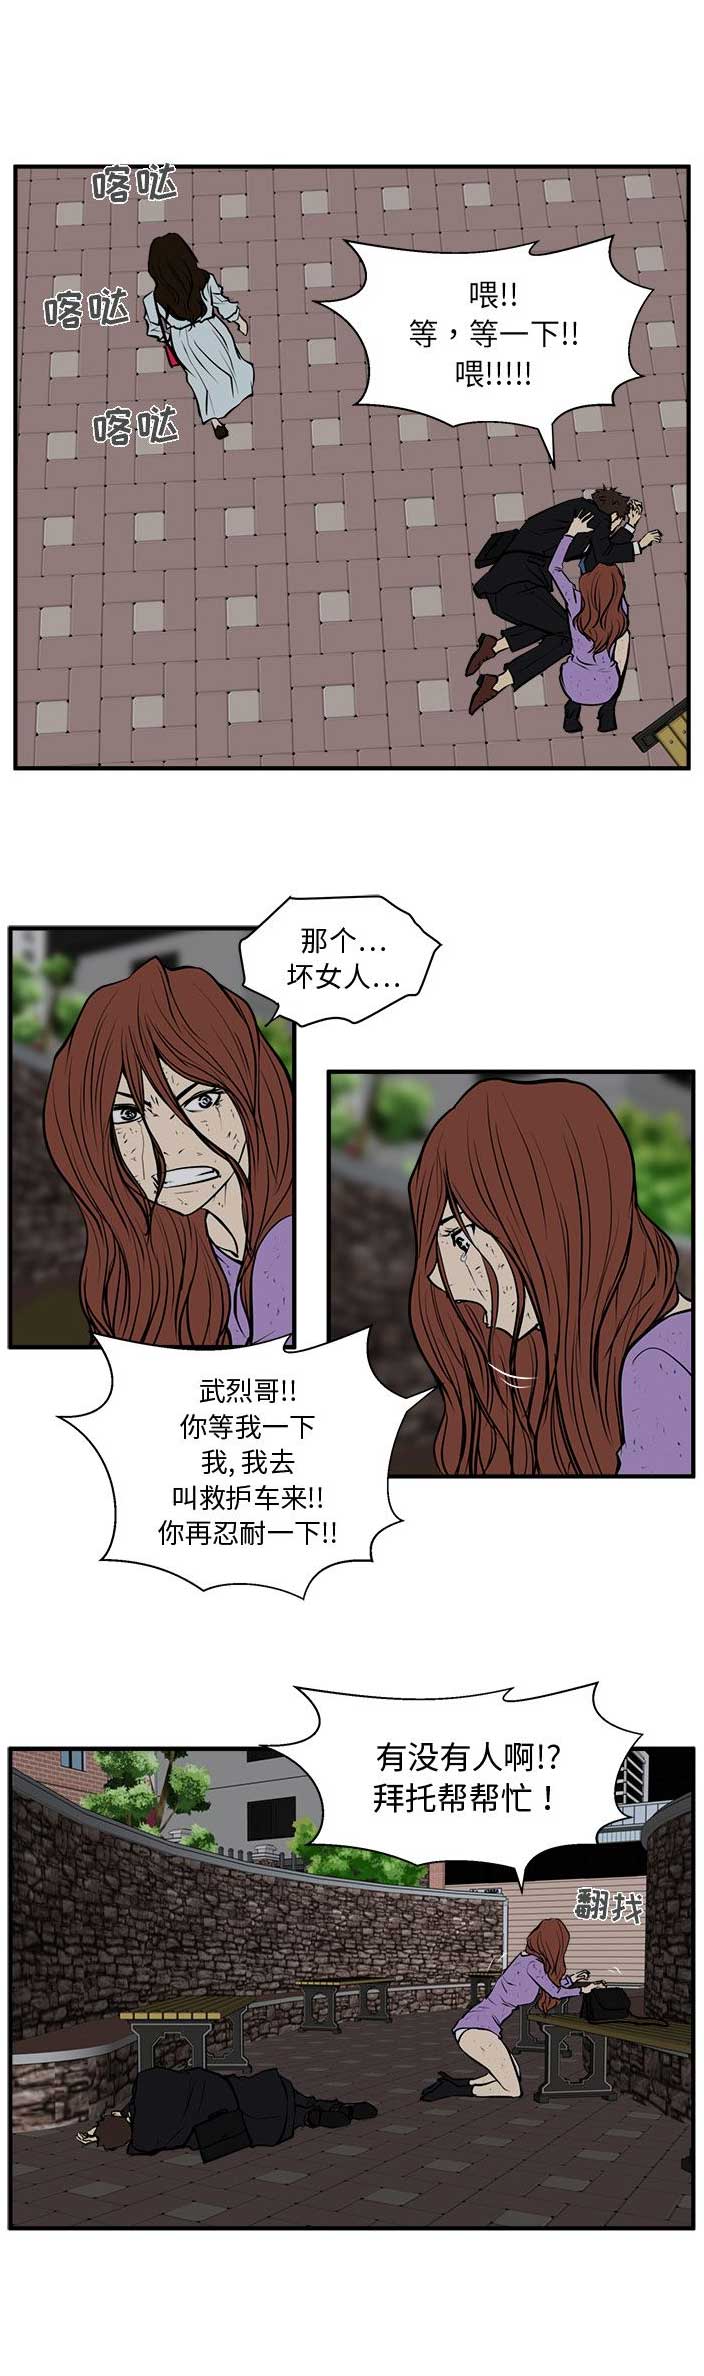 喀哒
喀哒
喀哒
喂!!
等，等一下!!
喂!!!!!
那个...
坏女人...
武烈哥!!
你等我一下
我, 我去
叫救护车来!!
你再忍耐一下!!
有没有人啊!?
拜托帮帮忙！
翻找